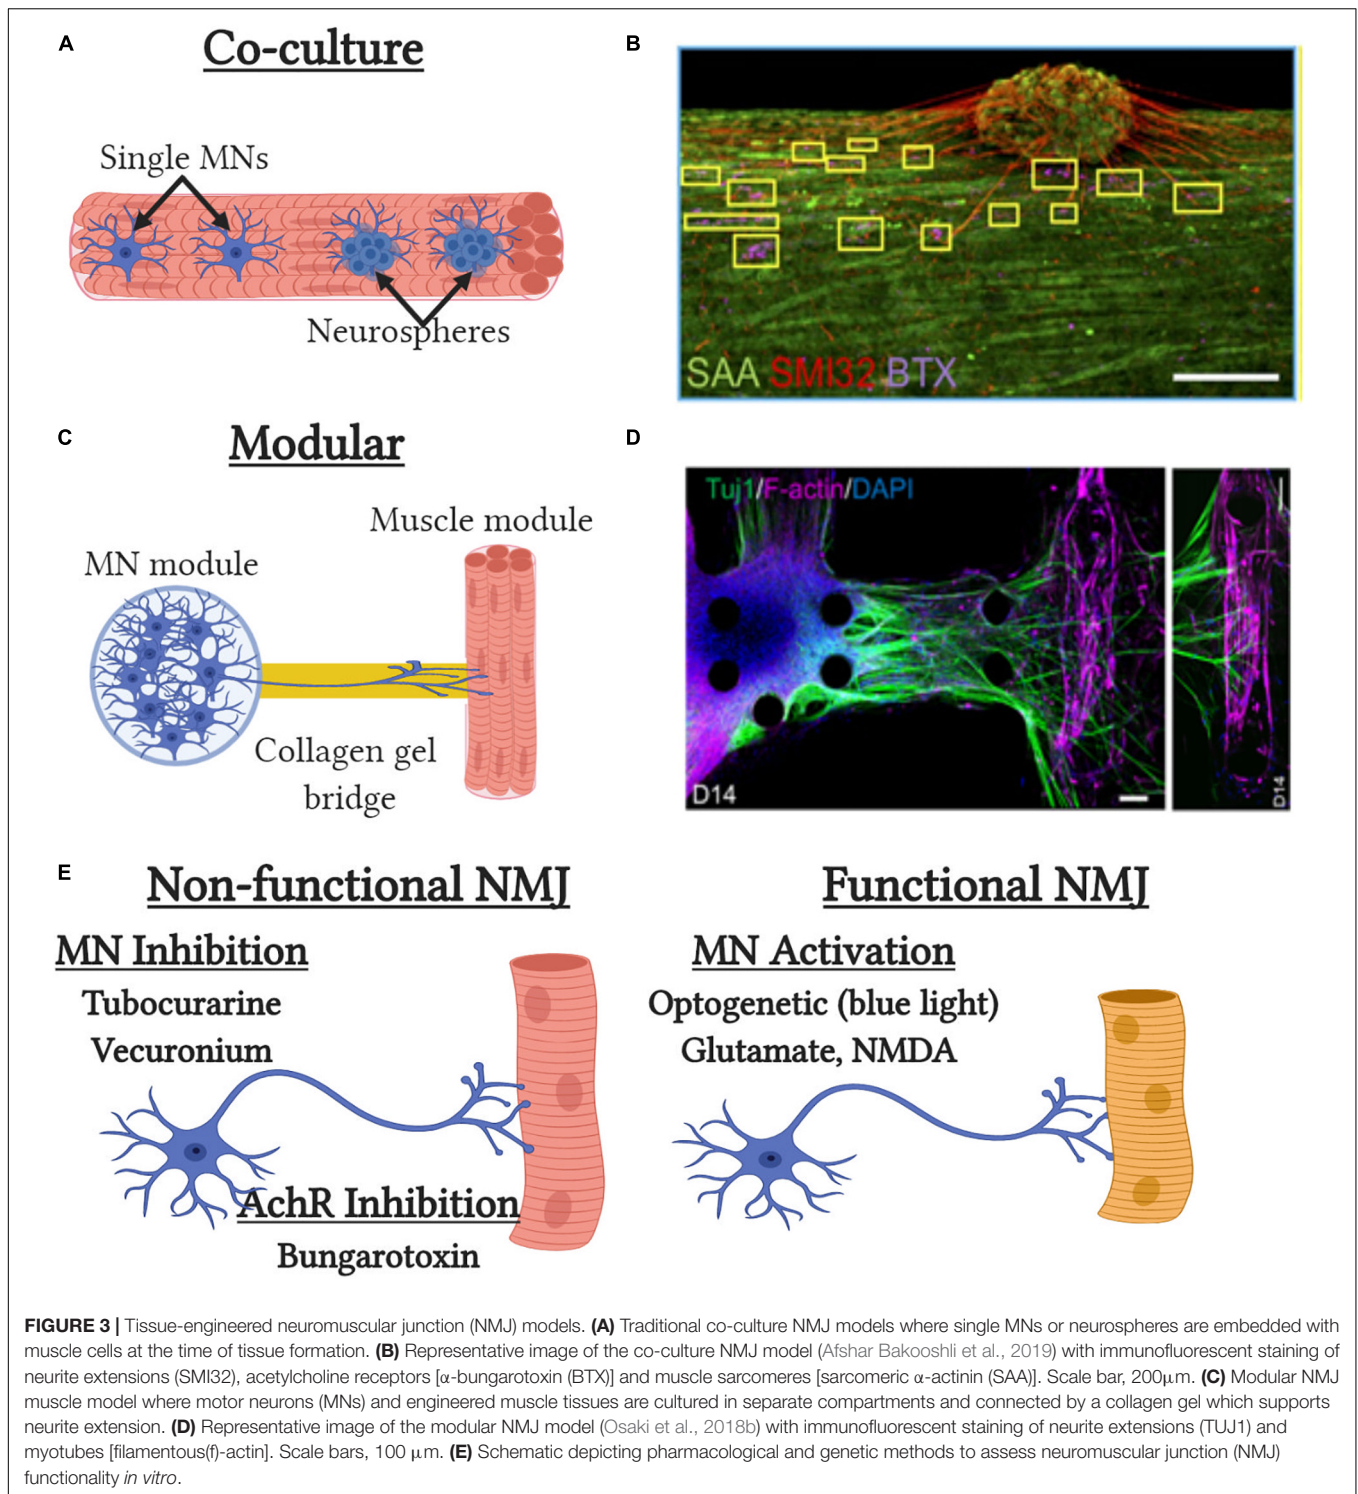 A
Co-culture
Single MNs
Neurospheres
B
SAA SMI32 BTX
C
Modular
MN module
Muscle module
Collagen gel
bridge
D
Tuj1/F-actin/DAPI
D14
D14
E
Non-functional NMJ
MN Inhibition
Tubocurarine
Vecuronium
AchR Inhibition
Bungarotoxin
Functional NMJ
MN Activation
Optogenetic (blue light)
Glutamate, NMDA
FIGURE 3 | Tissue-engineered neuromuscular junction (NMJ) models. (A) Traditional co-culture NMJ models where single MNs or neurospheres are embedded with
muscle cells at the time of tissue formation. (B) Representative image of the co-culture NMJ model (Afshar Bakooshli et al., 2019) with immunofluorescent staining of
neurite extensions (SMI32), acetylcholine receptors [α-bungarotoxin (BTX)] and muscle sarcomeres [sarcomeric α-actinin (SAA)]. Scale bar, 200μm. (C) Modular NMJ
muscle model where motor neurons (MNs) and engineered muscle tissues are cultured in separate compartments and connected by a collagen gel which supports
neurite extension. (D) Representative image of the modular NMJ model (Osaki et al., 2018b) with immunofluorescent staining of neurite extensions (TUJ1) and
myotubes [filamentous(f)-actin]. Scale bars, 100 μm. (E) Schematic depicting pharmacological and genetic methods to assess neuromuscular junction (NMJ)
functionality in vitro.